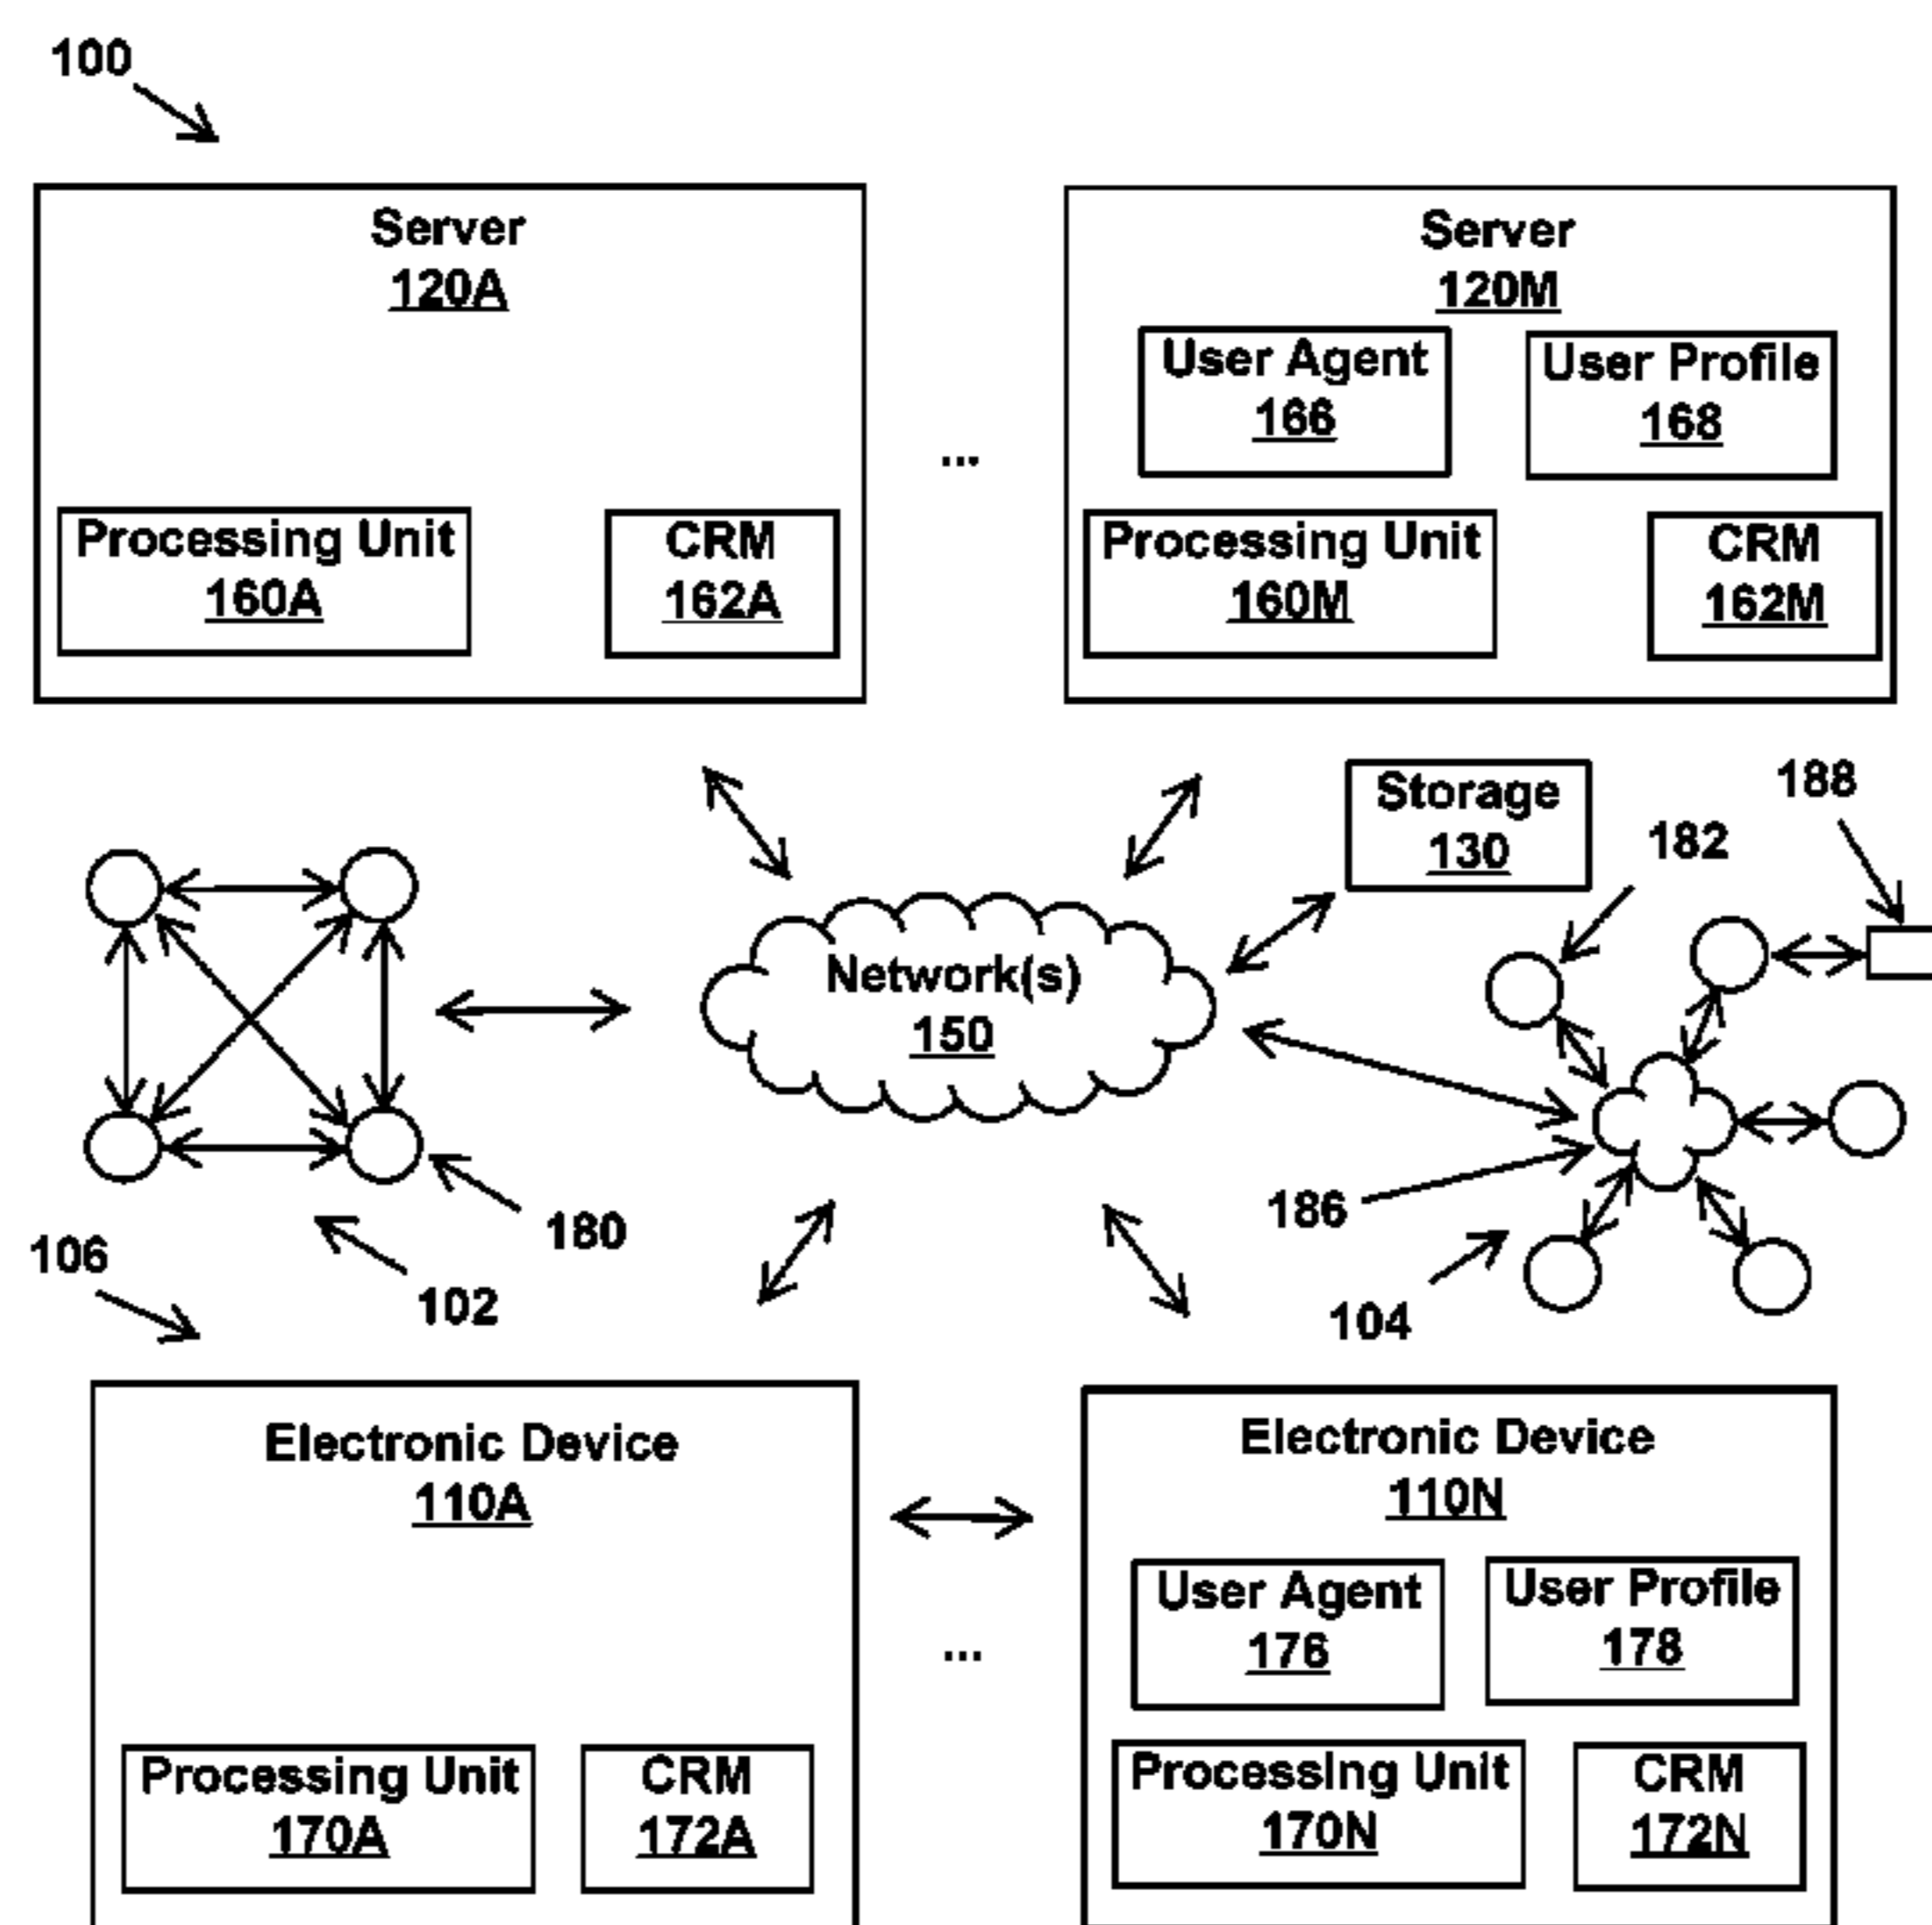 100
Server
120A
Server
120M
User Agent
166
User Profile
168
...
Processing Unit
160A
CRM
162A
Processing Unit
160M
CRM
162M
Storage
130
188
182
Network(s)
150
186
180
106
102
104
Electronic Device
110A
Electronic Device
110N
User Agent
176
User Profile
178
...
Processing Unit
170A
CRM
172A
Processing Unit
170N
CRM
172N